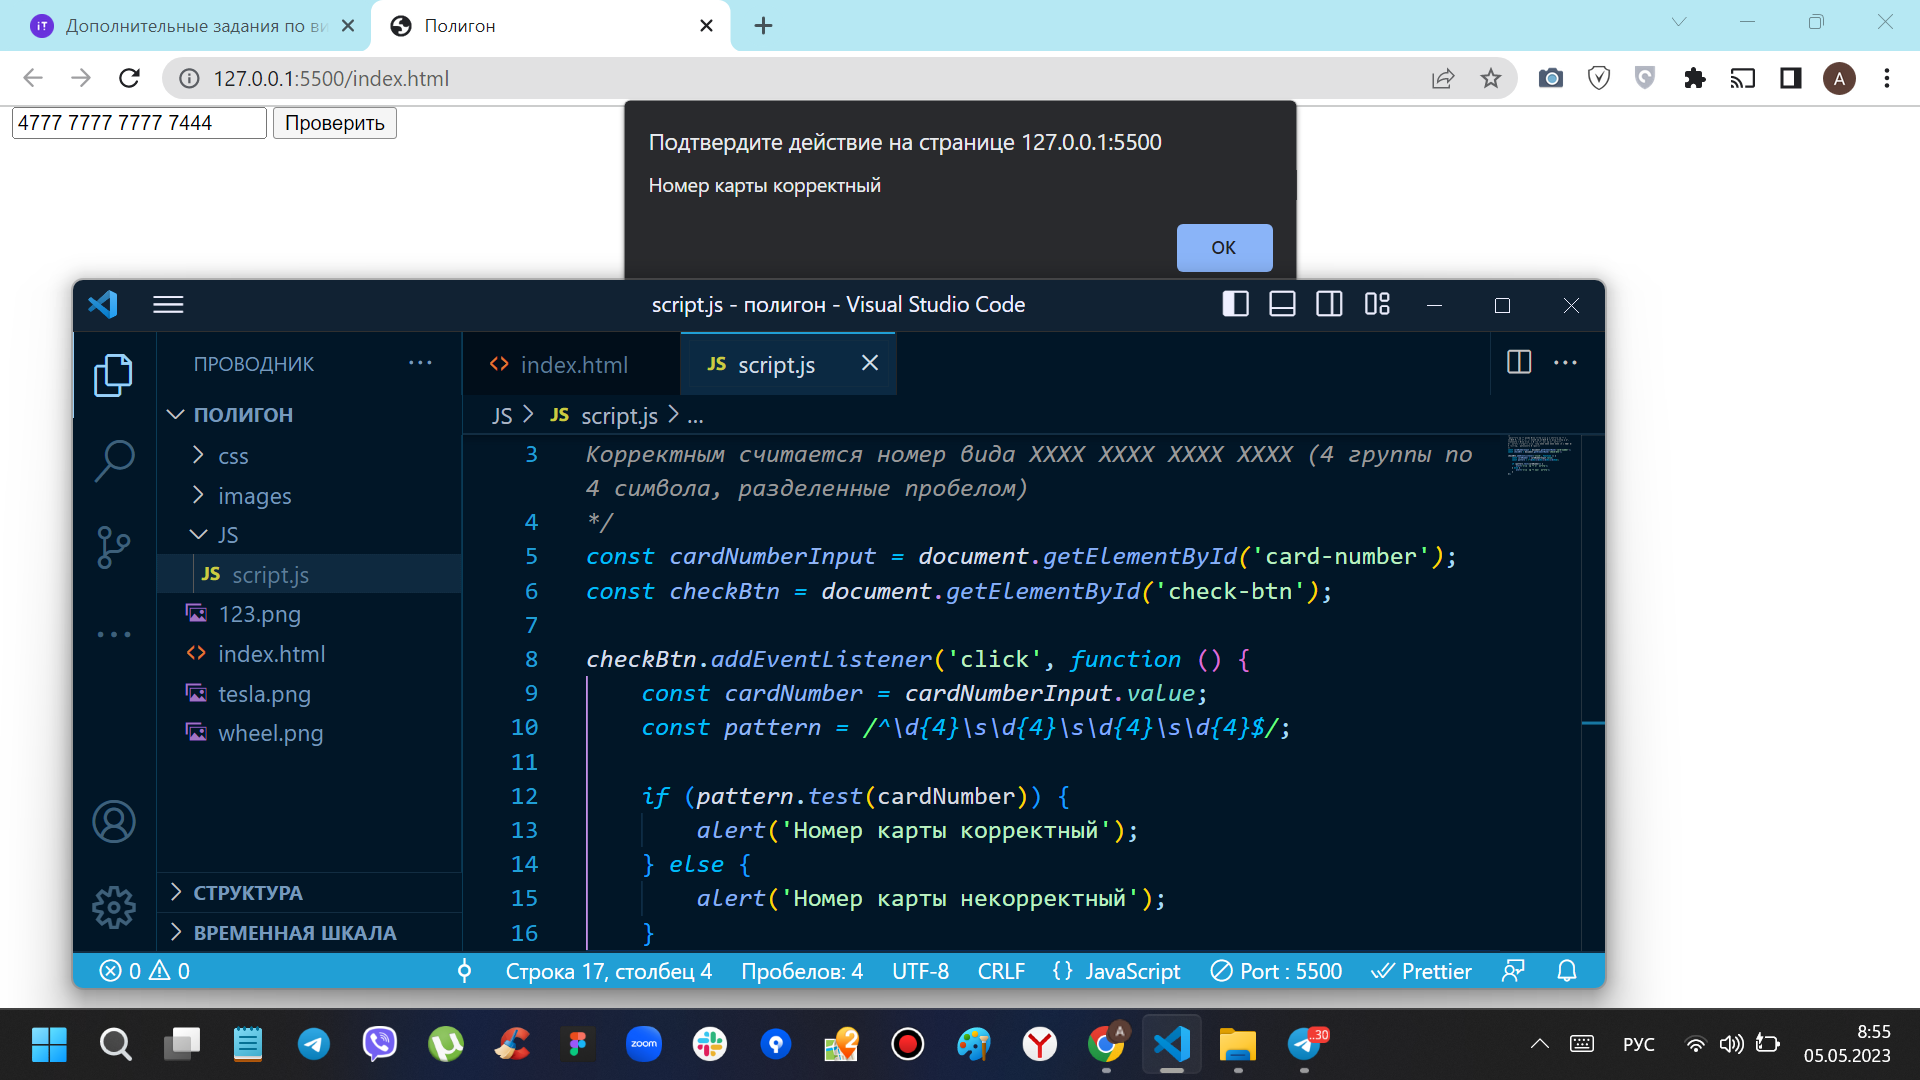 Дополнительные задания по ви
Полигон
127.0.0.1:5500/index.html
A
4777 7777 7777 7444
Проверить
Подтвердите действие на странице 127.0.0.1:5500
Номер карты корректный
ОК
script.js - полигон - Visual Studio Code
ПРОВОДНИК
ПОЛИГОН
css
images
JS
JS script.js
123.png
index.html
tesla.png
wheel.png
СТРУКТУРА
ВРЕМЕННАЯ ШКАЛА
index.html
JS script.js
JS > JS script.js > ...
3 Корректным считается номер вида XXXX XXXX XXXX XXXX (4 группы по
4 символа, разделенные пробелом)
4 */
5 const cardNumberInput = document.getElementById('card-number');
6 const checkBtn = document.getElementById('check-btn');
7
8 checkBtn.addEventListener('click', function () {
9 const cardNumber = cardNumberInput.value;
10 const pattern = /^\d{4}\s\d{4}\s\d{4}\s\d{4}$/;
11
12 if (pattern.test(cardNumber)) {
13 alert('Номер карты корректный');
14 } else {
15 alert('Номер карты некорректный');
16 }
0 0 Строка 17, столбец 4 Пробелов: 4 UTF-8 CRLF {} JavaScript Port : 5500 Prettier
zoom
2
A
..30
РУС
8:55
05.05.2023